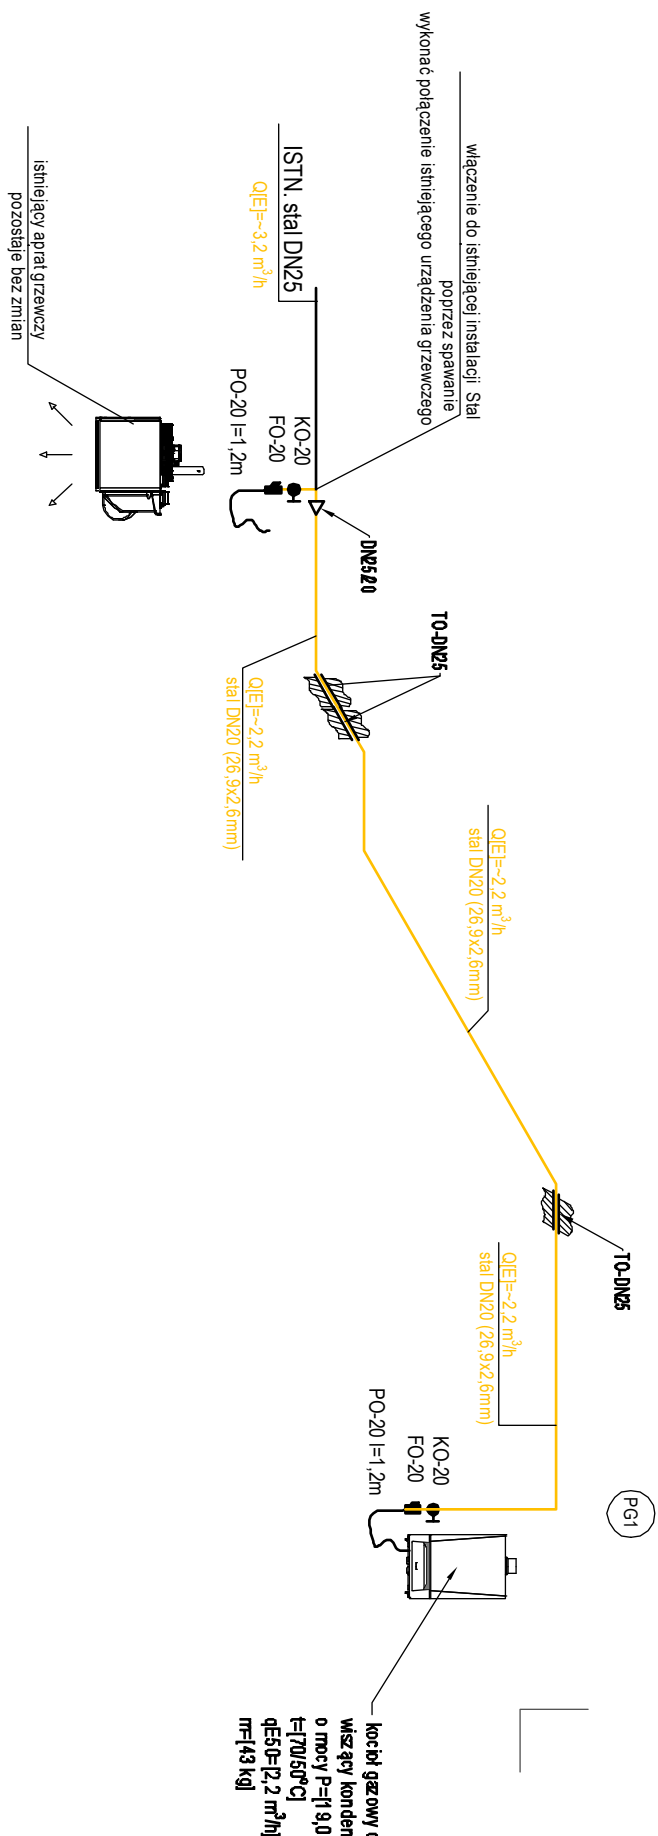 włączenie do istniejącej instalacji Stal
poprzez spawanie
wykonać połączenie istniejącego urządzenia grzewczego
ISTN. stal DN25
Q[E]=~3,2 m³/h
istniejący aprat grzewczy
pozostaje bez zmian
KO-20
FO-20
PO-20 l=1,2m
DN25/20
TO-DN25
Q[E]=~2,2 m³/h
stal DN20 (26,9x2,6mm)
Q[E]=~2,2 m³/h
stal DN20 (26,9x2,6mm)
TO-DN25
Q[E]=~2,2 m³/h
stal DN20 (26,9x2,6mm)
PG1
KO-20
FO-20
PO-20 l=1,2m
kocioł gazowy
wiszący konden
o mocy P=[19,0
t=[70/50°C]
qE50=[2,2 m³/h]
m=[43 kg]